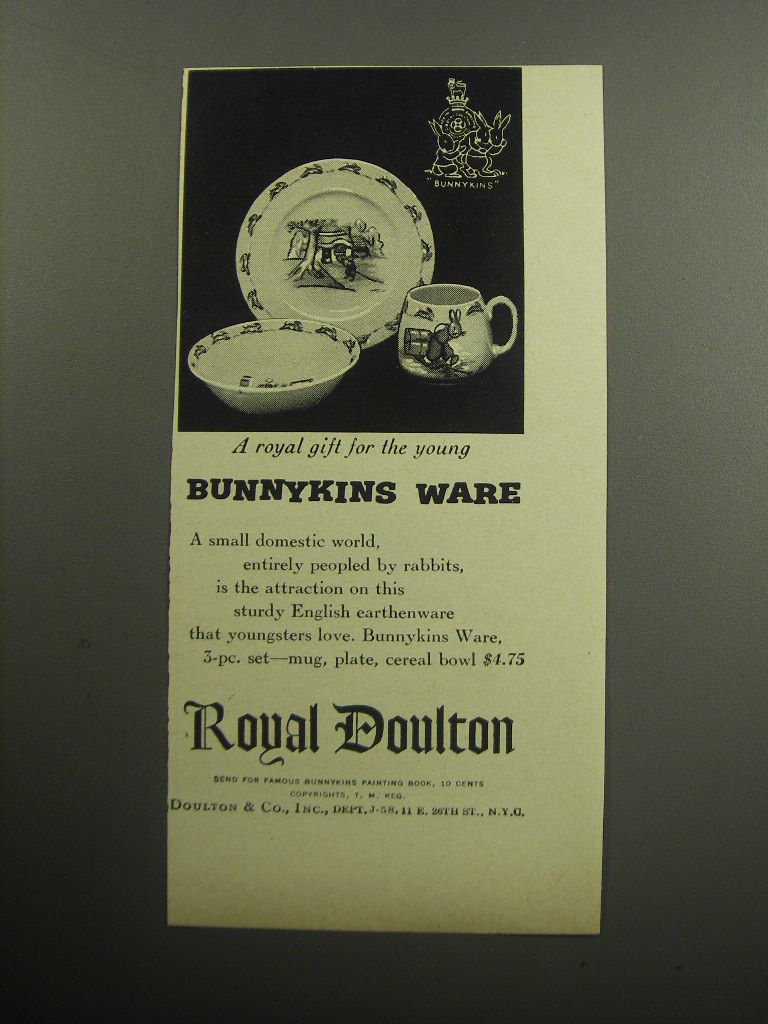 "BUNNYKINS"
A royal gift for the young
BUNNYKINS WARE
A small domestic world,
entirely peopled by rabbits,
is the attraction on this
sturdy English earthenware
that youngsters love. Bunnykins Ware,
3-pc. set—mug, plate, cereal bowl $4.75
Royal Doulton
SEND FOR FAMOUS BUNNYKINS PAINTING BOOK, 10 CENTS
COPYRIGHTS, T. M. REG.
DOULTON & CO., INC., DEPT. J-58, 11 E. 26TH ST., N.Y.C.